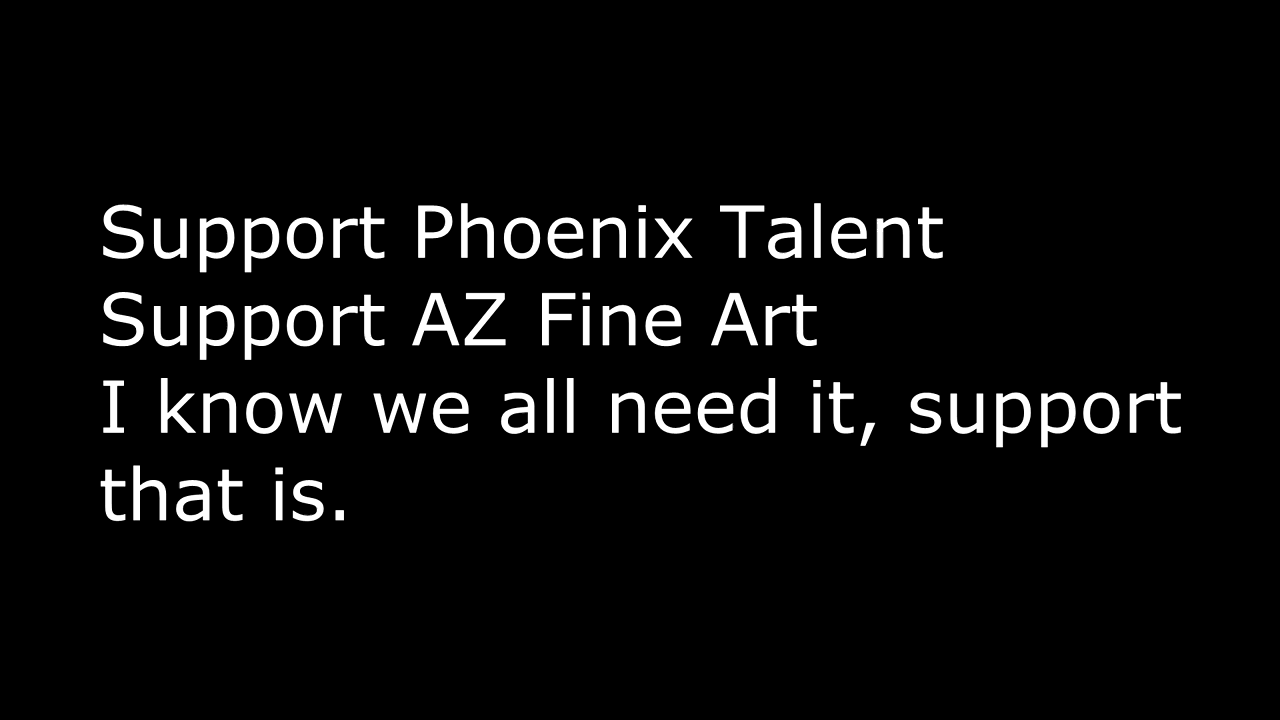 Support Phoenix Talent
Support AZ Fine Art
I know we all need it, support
that is.